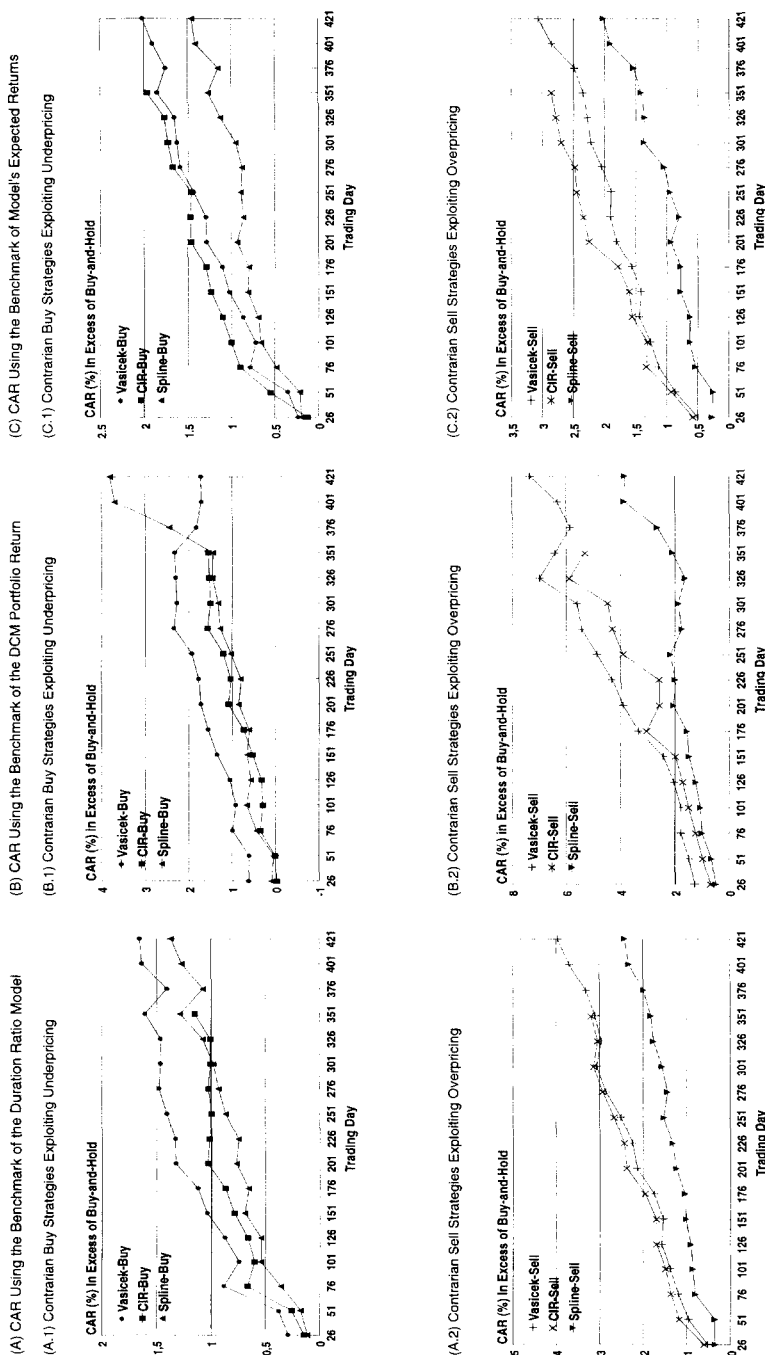 (A) CAR Using the Benchmark of the Duration Ratio Model
(A.1) Contrarian Buy Strategies Exploiting Underpricing
CAR (%) In Excess of Buy-and-Hold
Vasicek-Buy
CIR-Buy
Spline-Buy
2
1.5
1
0.5
0
26 51 76 101 126 151 176 201 226 251 276 301 326 351 376 401 421
Trading Day
(A.2) Contrarian Sell Strategies Exploiting Overpricing
CAR (%) In Excess of Buy-and-Hold
Vasicek-Sell
CIR-Sell
Spline-Sell
5
4
3
2
1
0
26 51 76 101 126 151 176 201 226 251 276 301 326 351 376 401 421
Trading Day
(B) CAR Using the Benchmark of the DCM Portfolio Return
(B.1) Contrarian Buy Strategies Exploiting Underpricing
CAR (%) In Excess of Buy-and-Hold
Vasicek-Buy
CIR-Buy
Spline-Buy
4
3
2
1
0
-1
26 51 76 101 126 151 176 201 226 251 276 301 326 351 376 401 421
Trading Day
(B.2) Contrarian Sell Strategies Exploiting Overpricing
CAR (%) In Excess of Buy-and-Hold
Vasicek-Sell
CIR-Sell
Spline-Sell
8
6
4
2
0
26 51 76 101 126 151 176 201 226 251 276 301 326 351 376 401 421
Trading Day
(C) CAR Using the Benchmark of Model's Expected Returns
(C.1) Contrarian Buy Strategies Exploiting Underpricing
CAR (%) In Excess of Buy-and-Hold
Vasicek-Buy
CIR-Buy
Spline-Buy
2.5
2
1.5
1
0.5
0
26 51 76 101 126 151 176 201 226 251 276 301 326 351 376 401 421
Trading Day
(C.2) Contrarian Sell Strategies Exploiting Overpricing
CAR (%) In Excess of Buy-and-Hold
Vasicek-Sell
CIR-Sell
Spline-Sell
3,5
3
2,5
2
1,5
1
0,5
0
26 51 76 101 126 151 176 201 226 251 276 301 326 351 376 401 421
Trading Day